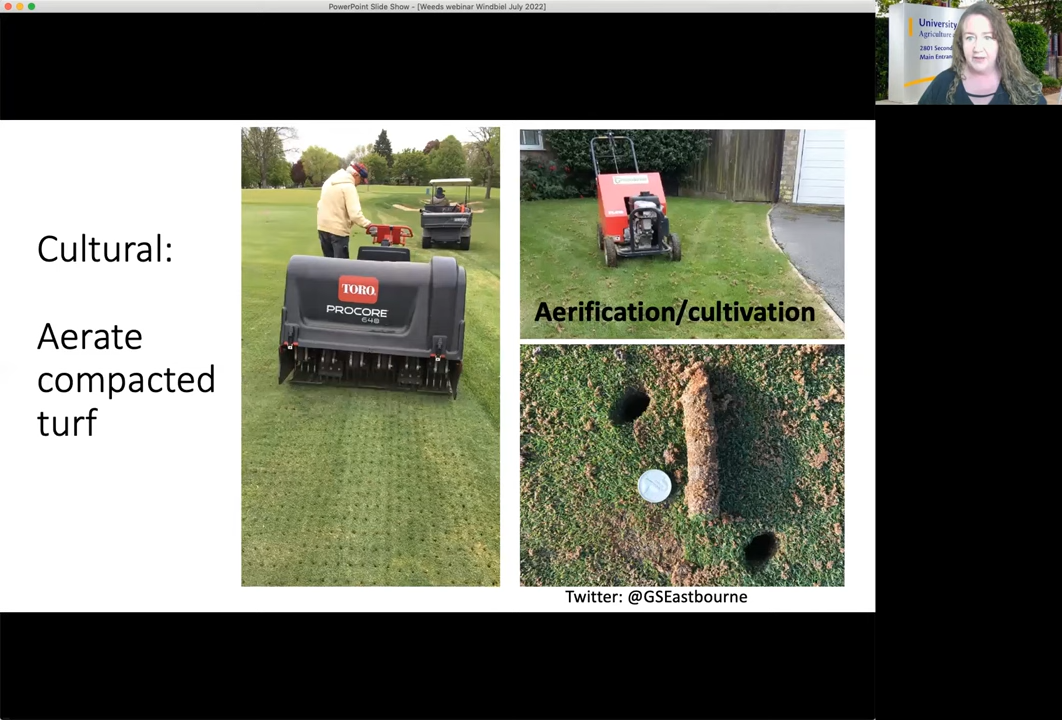 PowerPoint Slide Show - [Weeds webinar Windbiel July 2022]
University
Agriculture
2801 Second
Main Entran
Cultural:
Aerate
compacted
turf
TORO
PROCORE
648
Aerification/cultivation
Twitter: @GSEastbourne